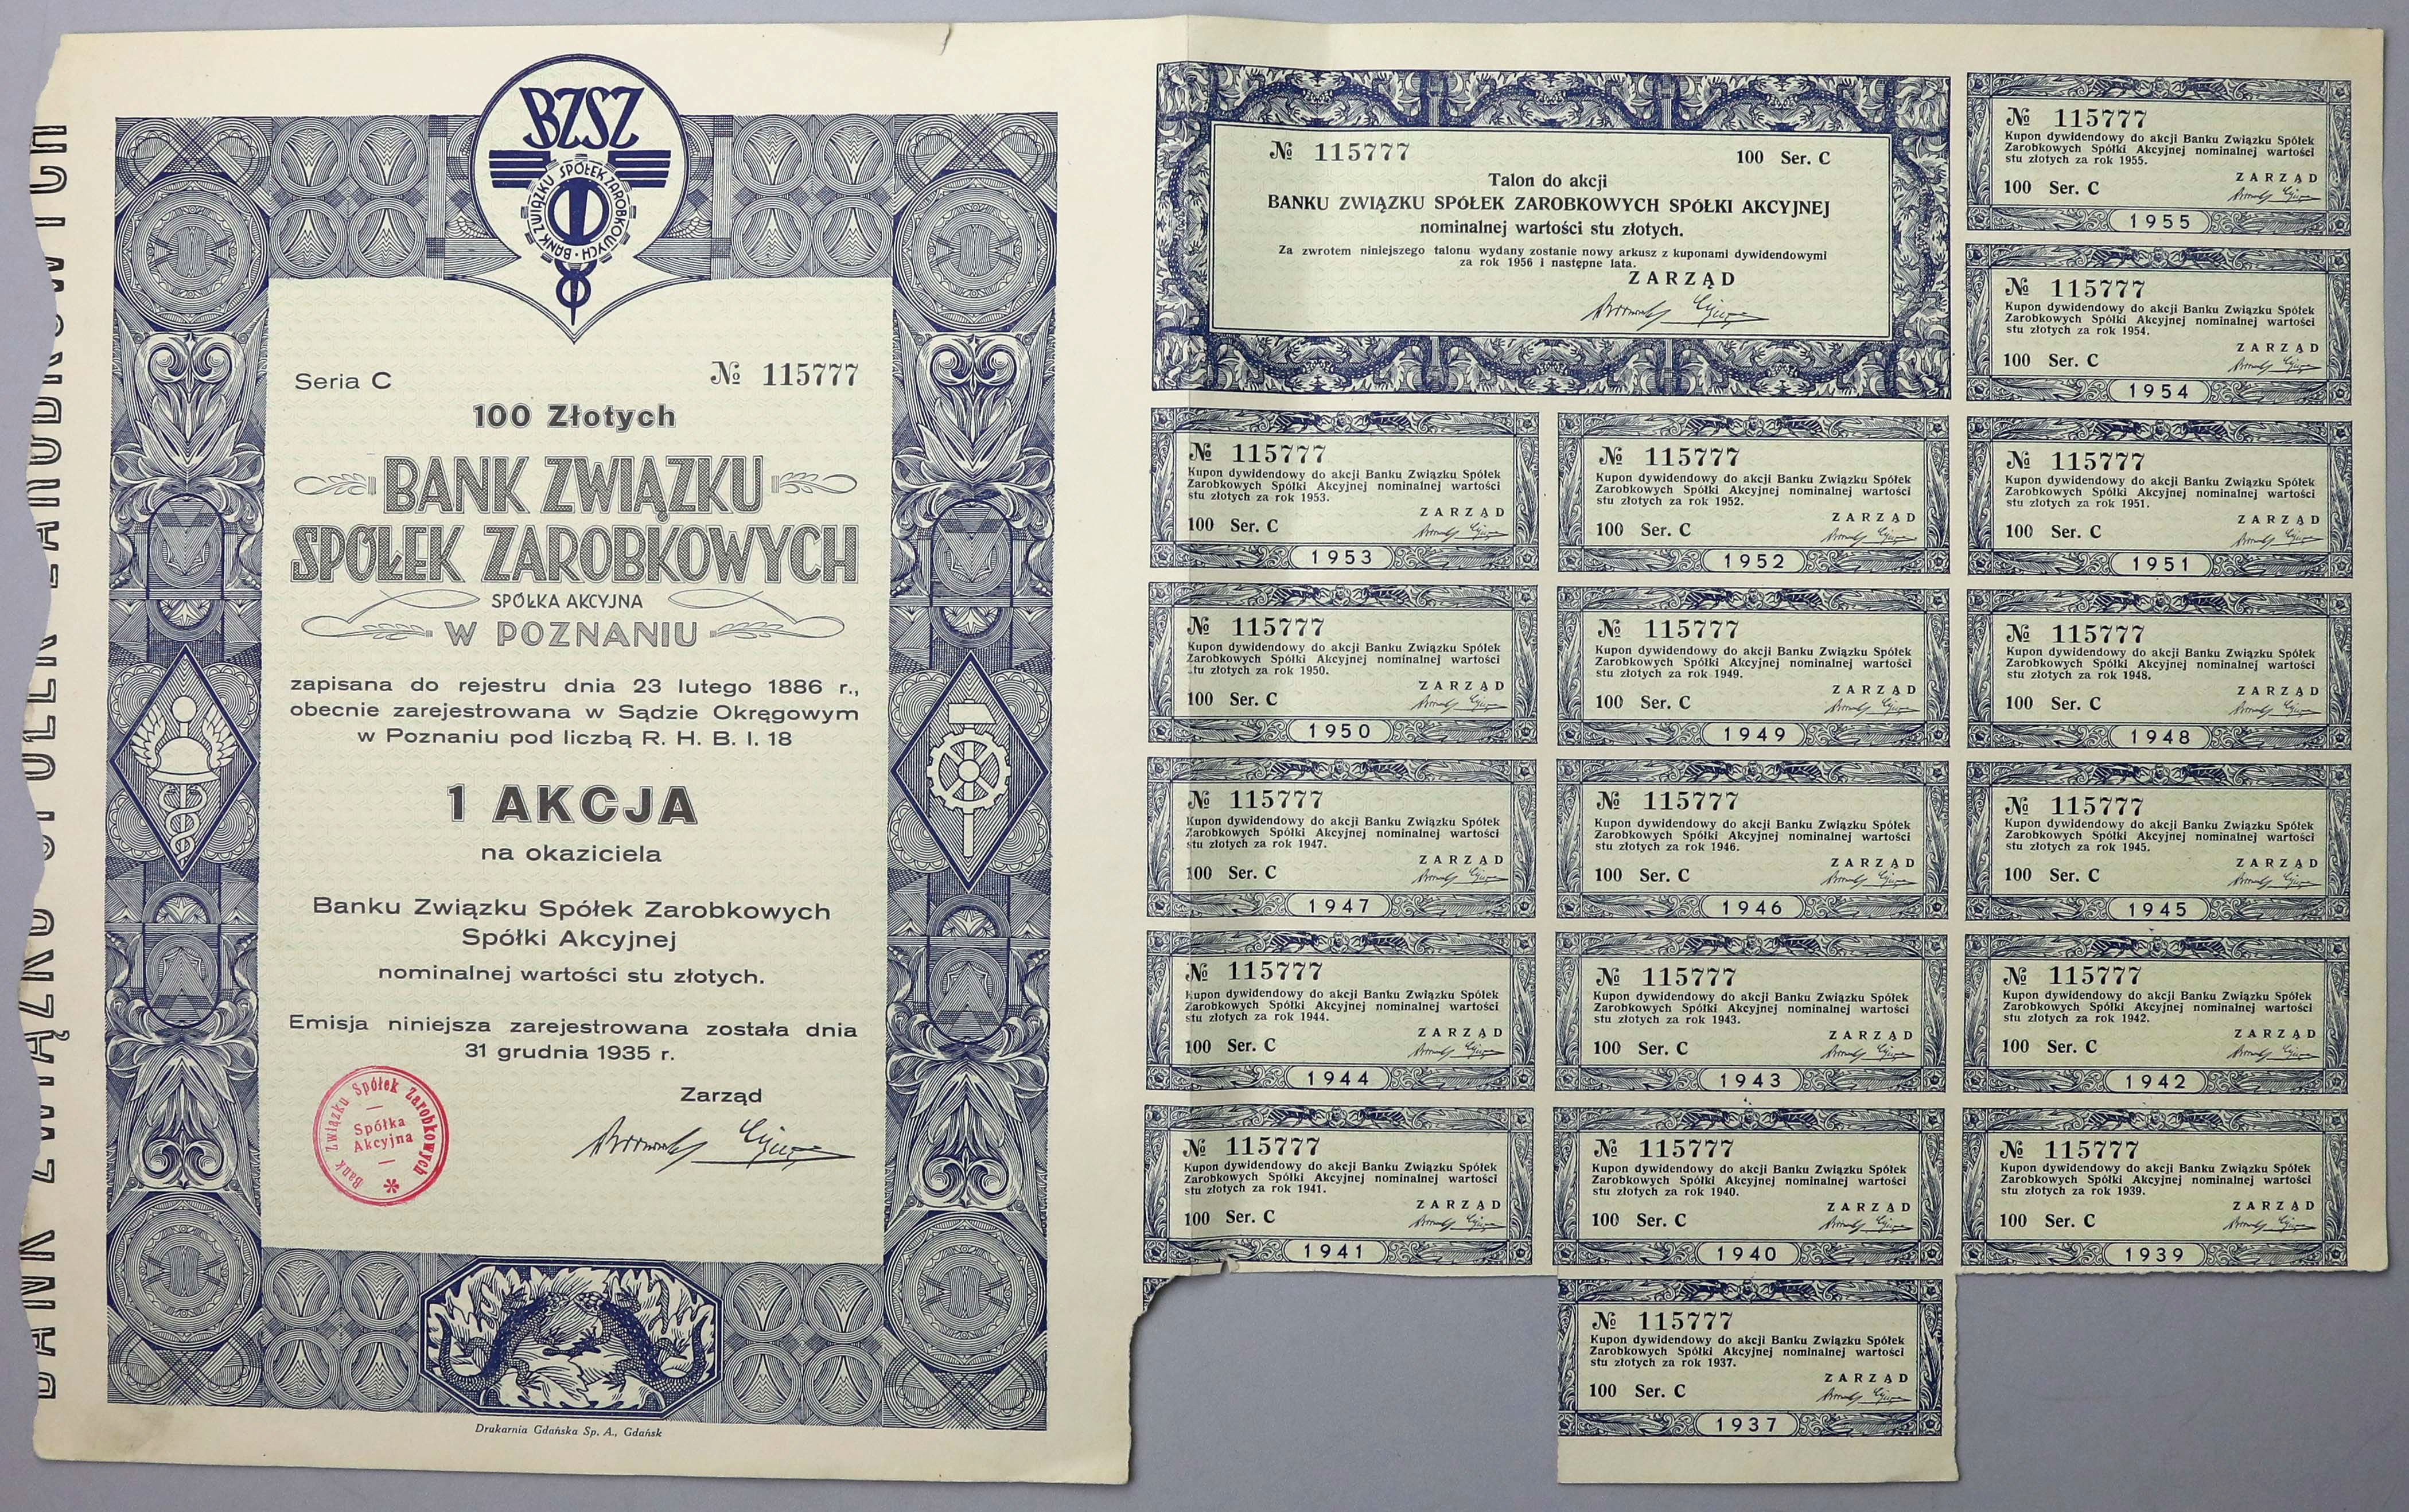 BZSZ
BANK ZWIĄZKU SPÓŁEK ZAROBKOWYCH
Seria C
№ 115777
100 Złotych
BANK ZWIĄZKU
SPÓŁEK ZAROBKOWYCH
SPÓŁKA AKCYJNA
W POZNANIU
zapisana do rejestru dnia 23 lutego 1886 r.,
obecnie zarejestrowana w Sądzie Okręgowym
w Poznaniu pod liczbą R. H. B. I. 18
1 AKCJA
na okaziciela
Banku Związku Spółek Zarobkowych
Spółki Akcyjnej
nominalnej wartości stu złotych.
Emisja niniejsza zarejestrowana została dnia
31 grudnia 1935 r.
Zarząd
Bank Związku Spółek Zarobkowych
Spółka
Akcyjna
Drukarnia Gdańska Sp. A., Gdańsk
№ 115777
100 Ser. C
Talon do akcji
BANKU ZWIĄZKU SPÓŁEK ZAROBKOWYCH SPÓŁKI AKCYJNEJ
nominalnej wartości stu złotych.
Za zwrotem niniejszego talonu wydany zostanie nowy arkusz z kuponami dywidendowymi
za rok 1956 i następne lata.
ZARZĄD
№ 115777
Kupon dywidendowy do akcji Banku Związku Spółek
Zarobkowych Spółki Akcyjnej nominalnej wartości
stu złotych za rok 1955.
ZARZĄD
100 Ser. C
1955
№ 115777
Kupon dywidendowy do akcji Banku Związku Spółek
Zarobkowych Spółki Akcyjnej nominalnej wartości
stu złotych za rok 1954.
ZARZĄD
100 Ser. C
1954
№ 115777
Kupon dywidendowy do akcji Banku Związku Spółek
Zarobkowych Spółki Akcyjnej nominalnej wartości
stu złotych za rok 1953.
ZARZĄD
100 Ser. C
1953
№ 115777
Kupon dywidendowy do akcji Banku Związku Spółek
Zarobkowych Spółki Akcyjnej nominalnej wartości
stu złotych za rok 1952.
ZARZĄD
100 Ser. C
1952
№ 115777
Kupon dywidendowy do akcji Banku Związku Spółek
Zarobkowych Spółki Akcyjnej nominalnej wartości
stu złotych za rok 1951.
ZARZĄD
100 Ser. C
1951
№ 115777
Kupon dywidendowy do akcji Banku Związku Spółek
Zarobkowych Spółki Akcyjnej nominalnej wartości
stu złotych za rok 1950.
ZARZĄD
100 Ser. C
1950
№ 115777
Kupon dywidendowy do akcji Banku Związku Spółek
Zarobkowych Spółki Akcyjnej nominalnej wartości
stu złotych za rok 1949.
ZARZĄD
100 Ser. C
1949
№ 115777
Kupon dywidendowy do akcji Banku Związku Spółek
Zarobkowych Spółki Akcyjnej nominalnej wartości
stu złotych za rok 1948.
ZARZĄD
100 Ser. C
1948
№ 115777
Kupon dywidendowy do akcji Banku Związku Spółek
Zarobkowych Spółki Akcyjnej nominalnej wartości
stu złotych za rok 1947.
ZARZĄD
100 Ser. C
1947
№ 115777
Kupon dywidendowy do akcji Banku Związku Spółek
Zarobkowych Spółki Akcyjnej nominalnej wartości
stu złotych za rok 1946.
ZARZĄD
100 Ser. C
1946
№ 115777
Kupon dywidendowy do akcji Banku Związku Spółek
Zarobkowych Spółki Akcyjnej nominalnej wartości
stu złotych za rok 1945.
ZARZĄD
100 Ser. C
1945
№ 115777
Kupon dywidendowy do akcji Banku Związku Spółek
Zarobkowych Spółki Akcyjnej nominalnej wartości
stu złotych za rok 1944.
ZARZĄD
100 Ser. C
1944
№ 115777
Kupon dywidendowy do akcji Banku Związku Spółek
Zarobkowych Spółki Akcyjnej nominalnej wartości
stu złotych za rok 1943.
ZARZĄD
100 Ser. C
1943
№ 115777
Kupon dywidendowy do akcji Banku Związku Spółek
Zarobkowych Spółki Akcyjnej nominalnej wartości
stu złotych za rok 1942.
ZARZĄD
100 Ser. C
1942
№ 115777
Kupon dywidendowy do akcji Banku Związku Spółek
Zarobkowych Spółki Akcyjnej nominalnej wartości
stu złotych za rok 1941.
ZARZĄD
100 Ser. C
1941
№ 115777
Kupon dywidendowy do akcji Banku Związku Spółek
Zarobkowych Spółki Akcyjnej nominalnej wartości
stu złotych za rok 1940.
ZARZĄD
100 Ser. C
1940
№ 115777
Kupon dywidendowy do akcji Banku Związku Spółek
Zarobkowych Spółki Akcyjnej nominalnej wartości
stu złotych za rok 1939.
ZARZĄD
100 Ser. C
1939
№ 115777
Kupon dywidendowy do akcji Banku Związku Spółek
Zarobkowych Spółki Akcyjnej nominalnej wartości
stu złotych za rok 1937.
ZARZĄD
100 Ser. C
1937